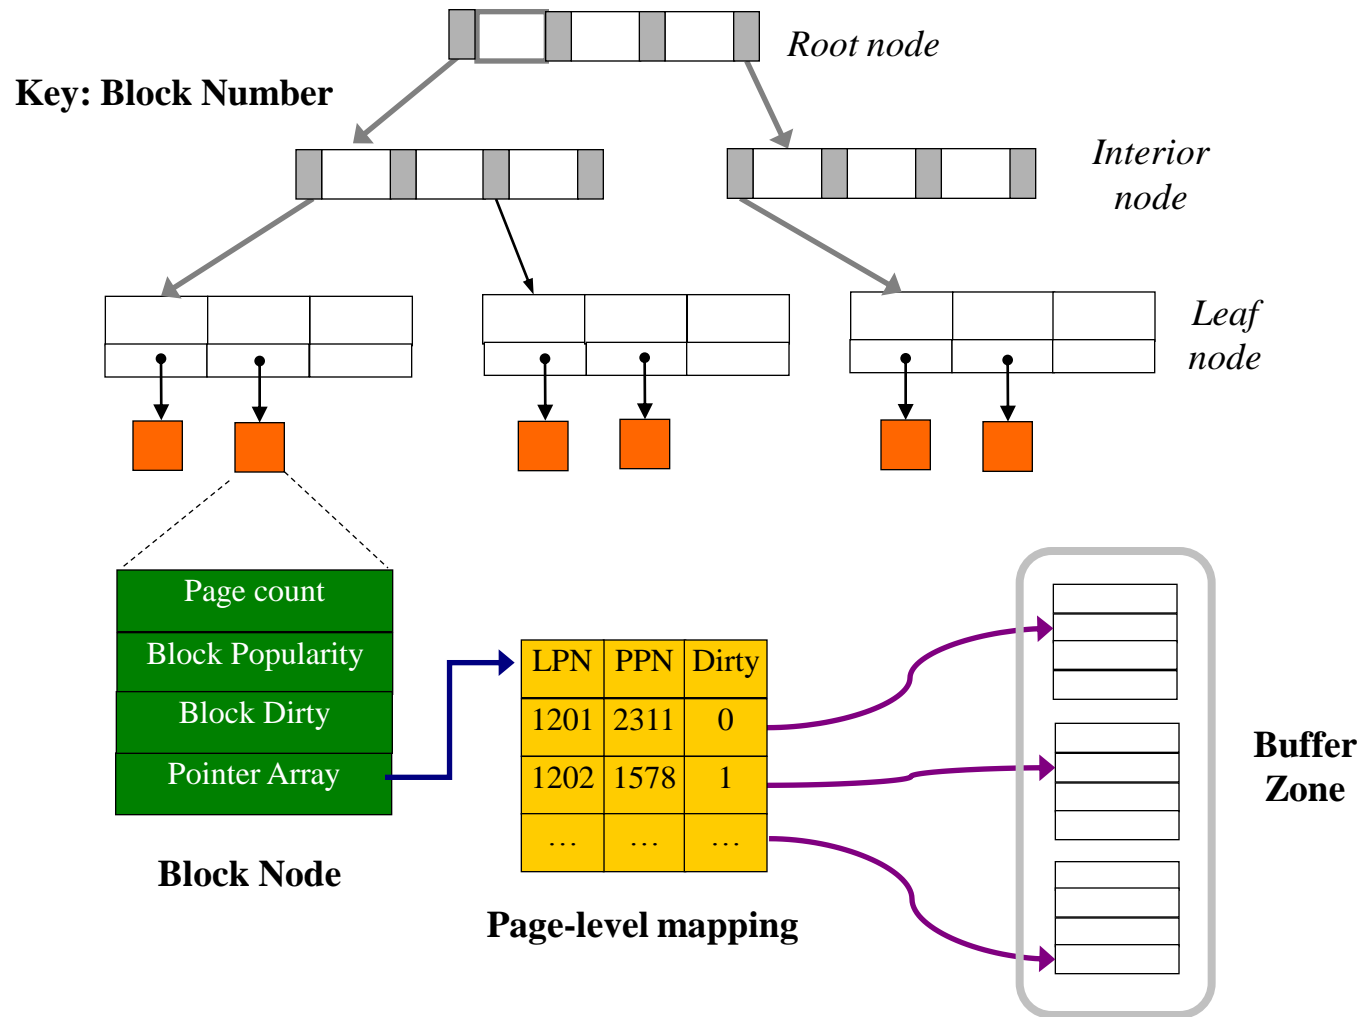 Root node
Key: Block Number
Interior
node
Leaf
node
Page count
Block Popularity
Block Dirty
Pointer Array
Block Node
LPN PPN Dirty
1201 2311 0
1202 1578 1
… … …
Page-level mapping
Buffer
Zone